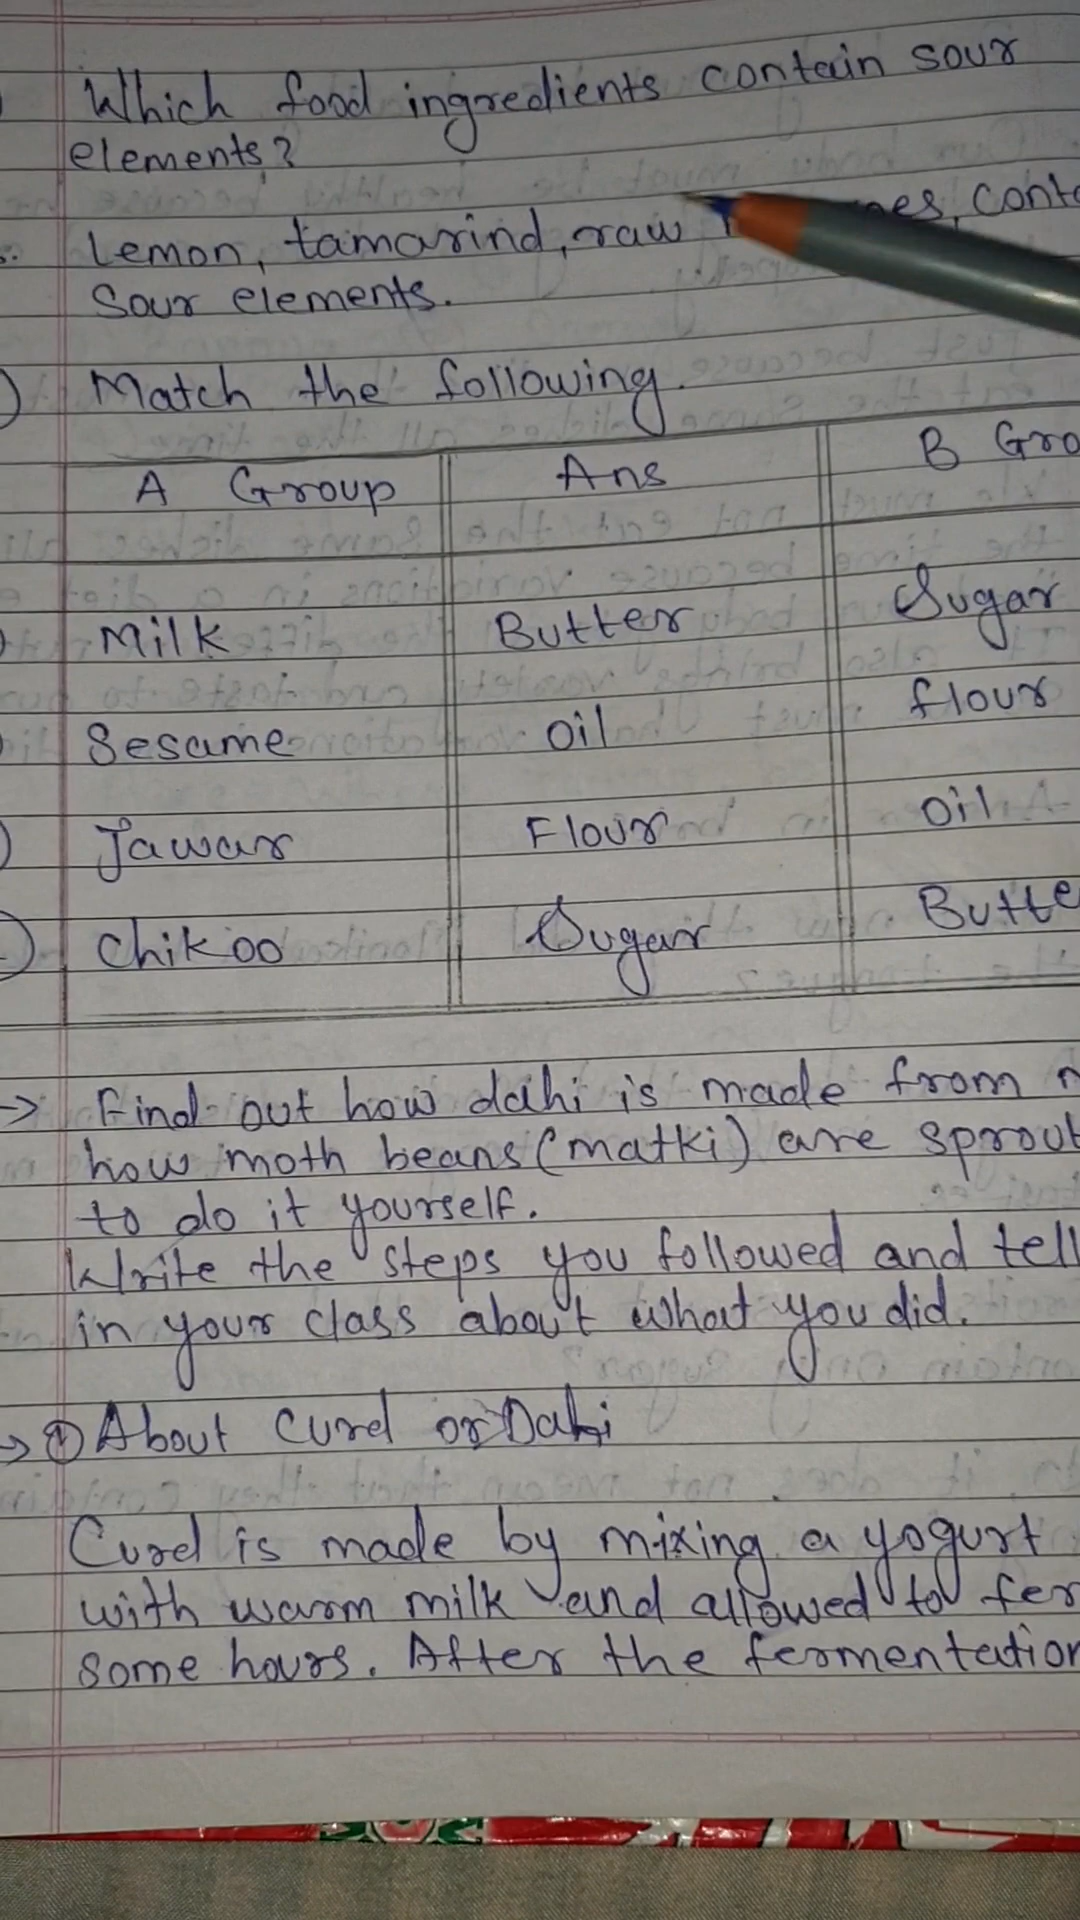 Which food ingredients contain sour
elements?
Lemon, tamarind, raw
Sour elements.
Match the following.
A Group Ans B
Milk Butter Sugar
Sesame Oil flour
Jawar Flour Oil
Chikoo Sugar
→ Find out how dahi is made from
how moth beans (matki) are
to do it yourself.
Write the steps you followed and tell
in your class about what you did.
→ ① About Curd or Dahi
Curd is made by mixing a yogurt
with warm milk and allowed to
some hours. After the